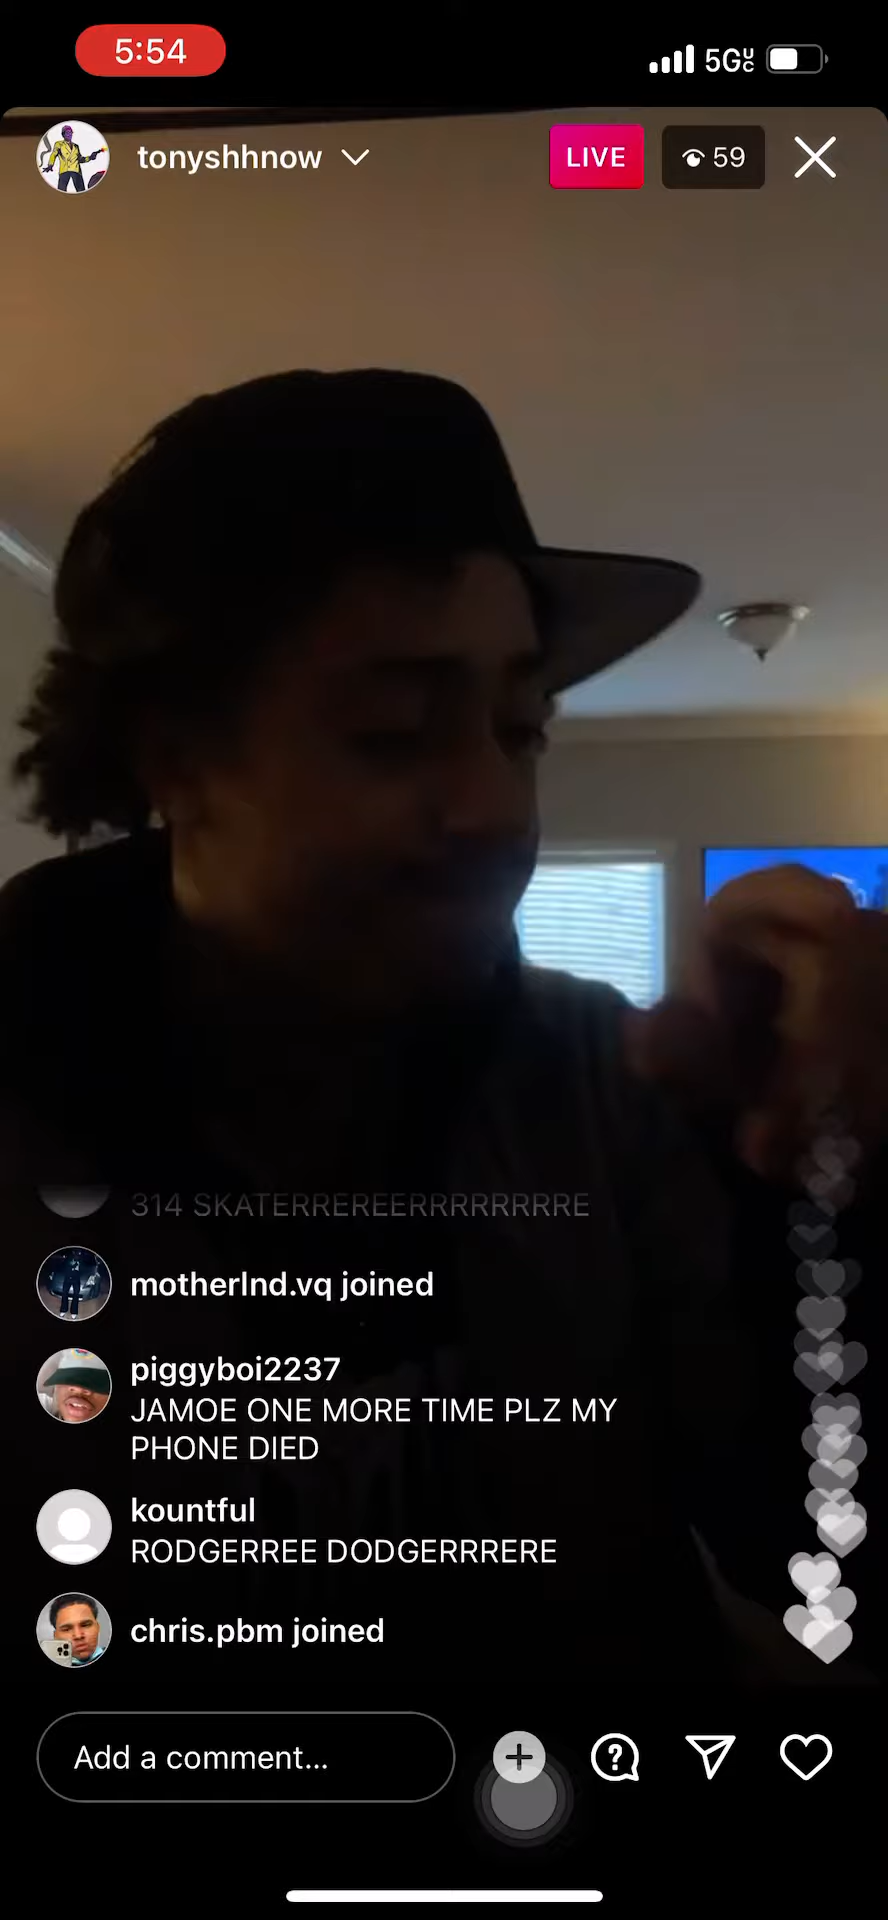 5:54
5GUC
tonyshhnow
LIVE
59
314 SKATERREREERRRRRRRRE
motherlnd.vq joined
piggyboi2237
JAMOE ONE MORE TIME PLZ MY
PHONE DIED
kountful
RODGERREE DODGERRRERE
chris.pbm joined
Add a comment...